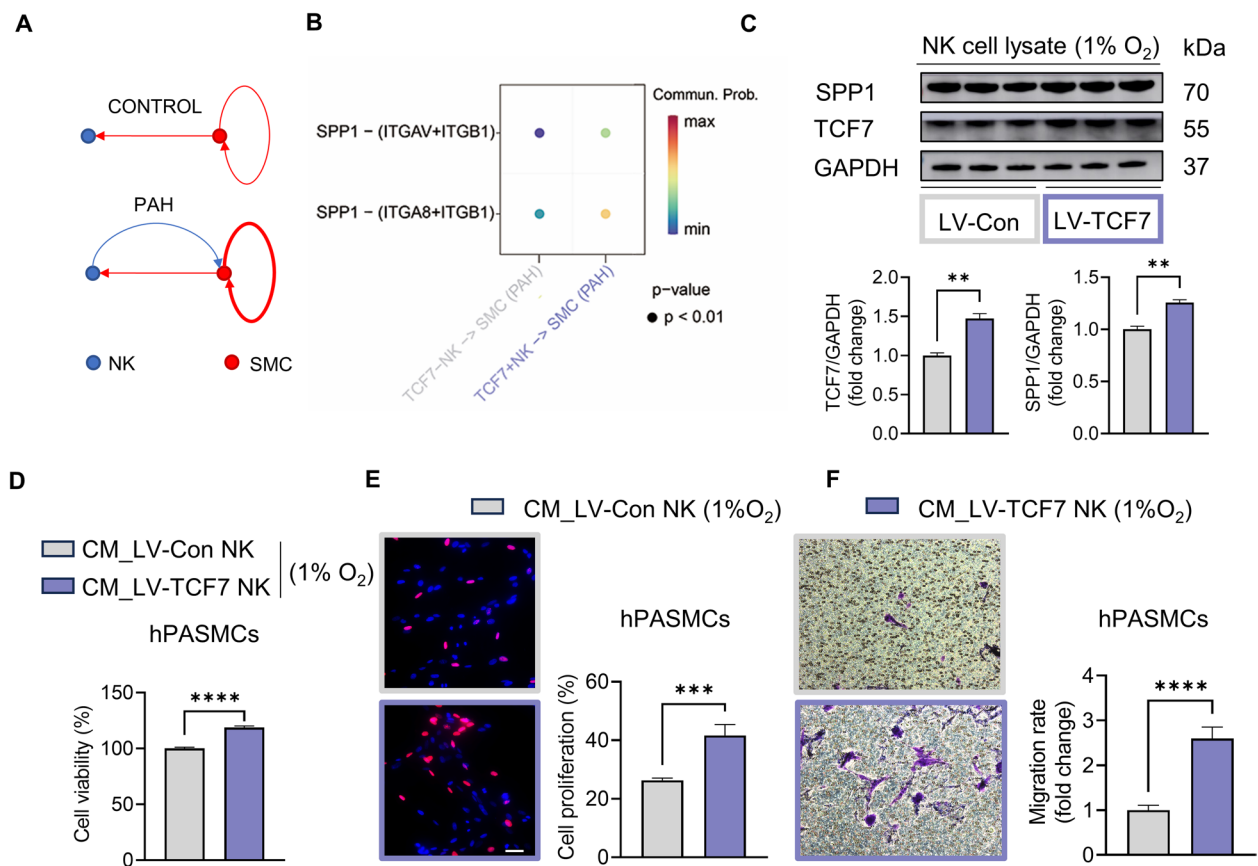 A
CONTROL
PAH
NK
SMC
B
SPP1 − (ITGAV+ITGB1)
SPP1 − (ITGA8+ITGB1)
TCF7−NK −> SMC (PAH)
TCF7+NK −> SMC (PAH)
Commun. Prob.
max
min
p−value
p < 0.01
C
NK cell lysate (1% O₂) kDa
SPP1 70
TCF7 55
GAPDH 37
LV-Con LV-TCF7
TCF7/GAPDH
(fold change)
2.0
1.5
1.0
0.5
0.0
**
SPP1/GAPDH
(fold change)
1.5
1.0
0.5
0.0
**
D
CM_LV-Con NK
CM_LV-TCF7 NK
(1% O₂)
hPASMCs
Cell viability (%)
150
100
50
0
****
E
CM_LV-Con NK (1%O₂)
hPASMCs
Cell proliferation (%)
60
40
20
0
***
F
CM_LV-TCF7 NK (1%O₂)
hPASMCs
Migration rate
(fold change)
4
3
2
1
0
****